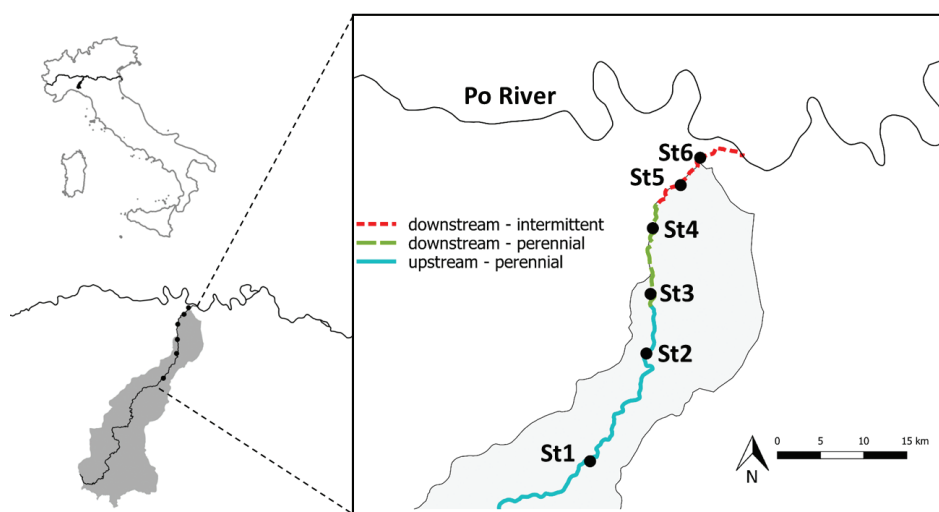 Po River
St6
St5
downstream - intermittent
St4
downstream - perennial
upstream - perennial
St3
St2
St1
0 5 10 15 km
N